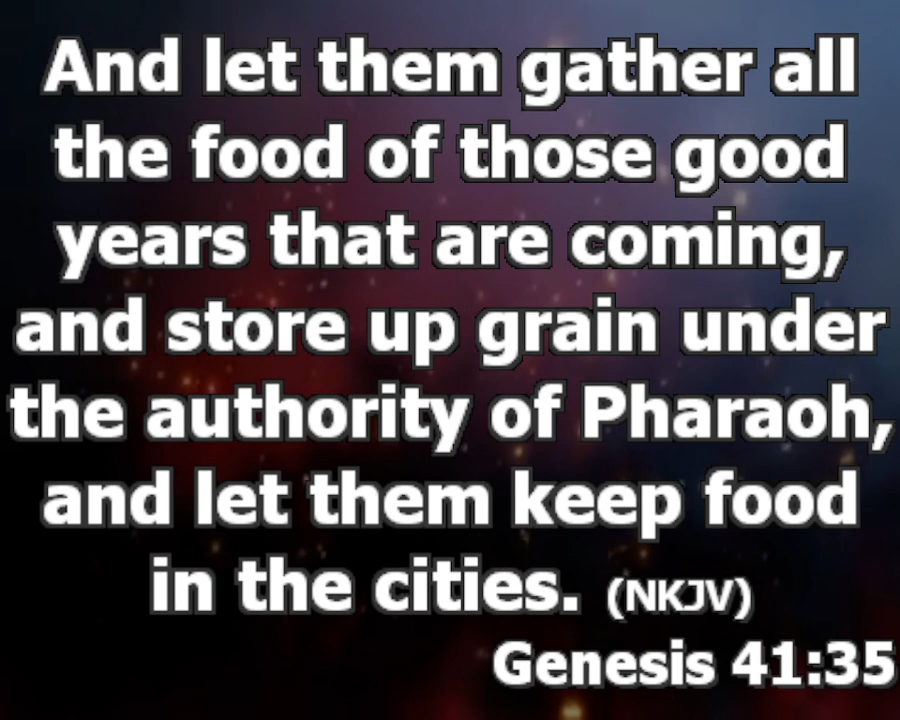 And let them gather all
the food of those good
years that are coming,
and store up grain under
the authority of Pharaoh,
and let them keep food
in the cities. (NKJV)
Genesis 41:35